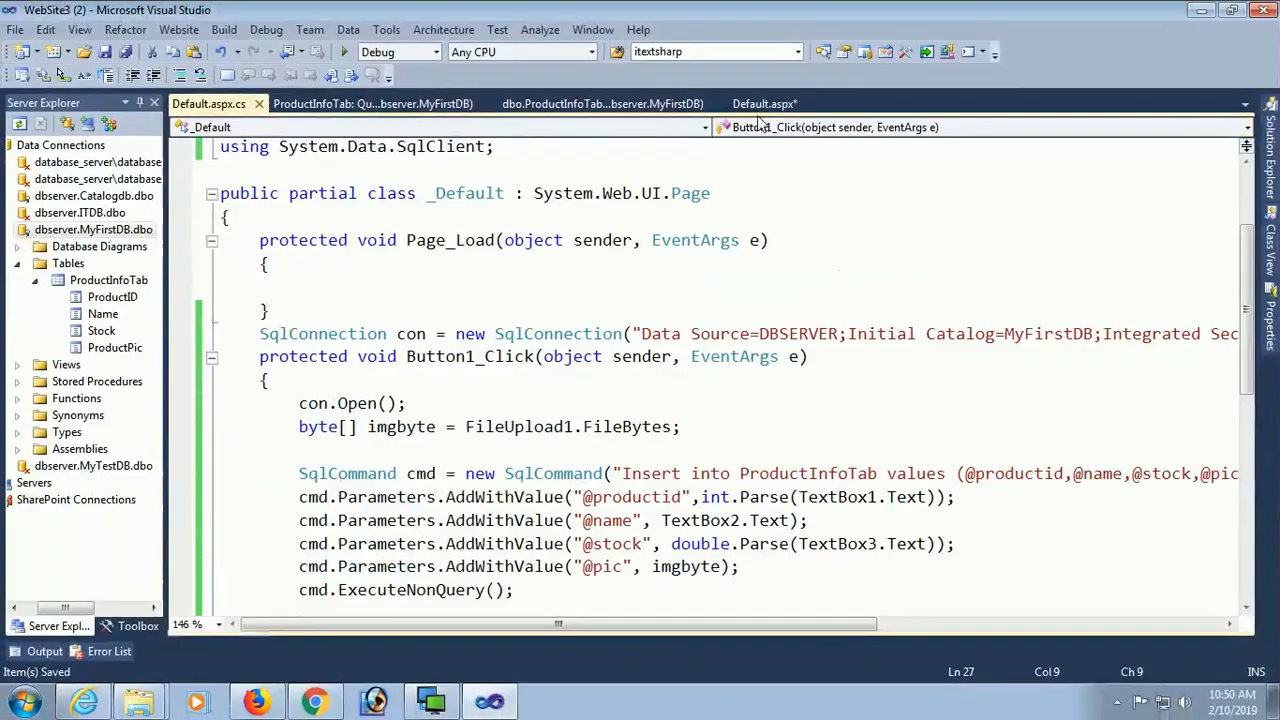 WebSite3 (2) - Microsoft Visual Studio
File Edit View Refactor Website Build Debug Team Data Tools Architecture Test Analyze Window Help
Debug Any CPU itextsharp
Server Explorer
Default.aspx.cs ProductInfoTab: Qu...bserver.MyFirstDB) dbo.ProductInfoTab...bserver.MyFirstDB) Default.aspx*
_Default Button1_Click(object sender, EventArgs e)
Data Connections
database_server\database
database_server\database
dbserver.Catalogdb.dbo
dbserver.ITDB.dbo
dbserver.MyFirstDB.dbo
Database Diagrams
Tables
ProductInfoTab
ProductID
Name
Stock
ProductPic
Views
Stored Procedures
Functions
Synonyms
Types
Assemblies
dbserver.MyTestDB.dbo
Servers
SharePoint Connections
using System.Data.SqlClient;
public partial class _Default : System.Web.UI.Page
{
protected void Page_Load(object sender, EventArgs e)
{
}
SqlConnection con = new SqlConnection("Data Source=DBSERVER;Initial Catalog=MyFirstDB;Integrated Sec
protected void Button1_Click(object sender, EventArgs e)
{
con.Open();
byte[] imgbyte = FileUpload1.FileBytes;
SqlCommand cmd = new SqlCommand("Insert into ProductInfoTab values (@productid,@name,@stock,@pic
cmd.Parameters.AddWithValue("@productid",int.Parse(TextBox1.Text));
cmd.Parameters.AddWithValue("@name", TextBox2.Text);
cmd.Parameters.AddWithValue("@stock", double.Parse(TextBox3.Text));
cmd.Parameters.AddWithValue("@pic", imgbyte);
cmd.ExecuteNonQuery();
146 %
Solution Explorer
Class View
Properties
Server Expl... Toolbox
Output Error List
Item(s) Saved Ln 27 Col 9 Ch 9 INS
10:50 AM
2/10/2019